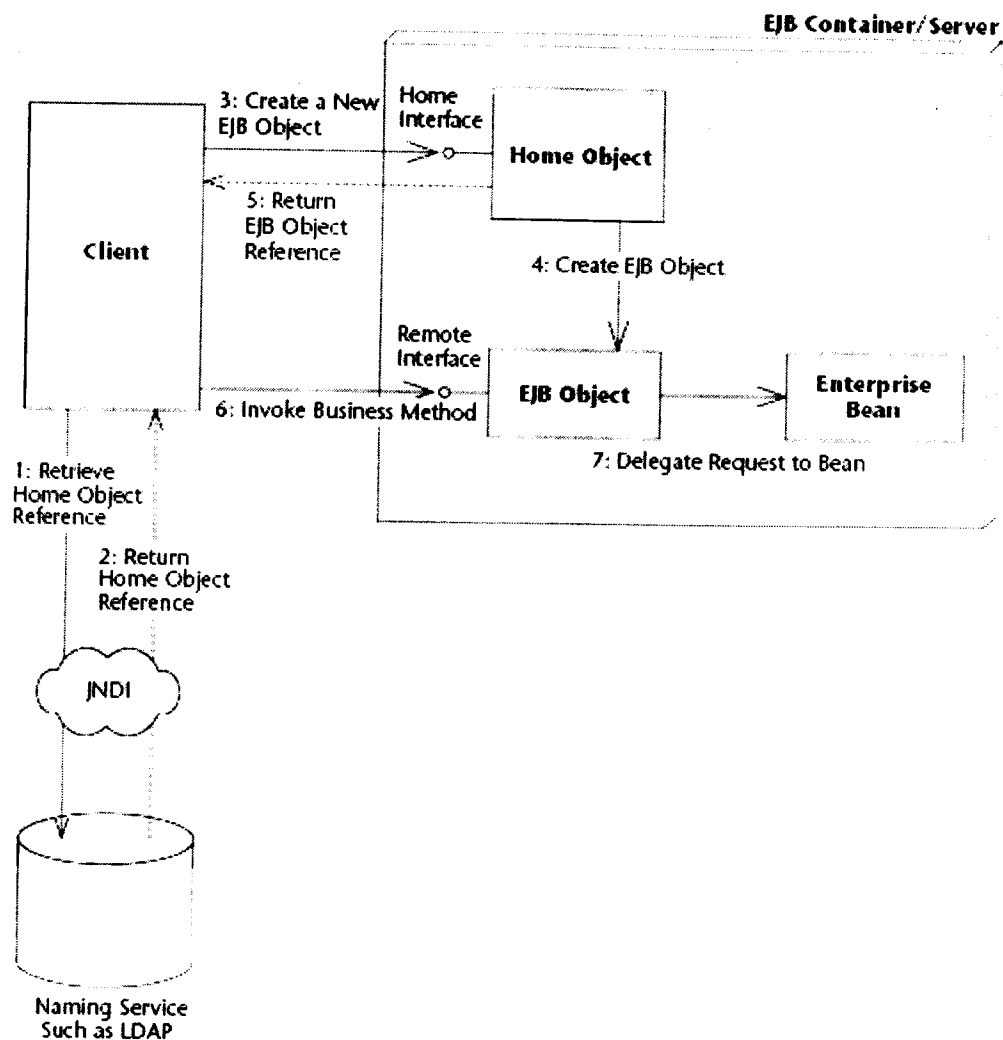 EJB Container/Server
3: Create a New
EJB Object
Home
Interface
Home Object
5: Return
EJB Object
Reference
Client
4: Create EJB Object
Remote
Interface
EJB Object
Enterprise
Bean
6: Invoke Business Method
7: Delegate Request to Bean
1: Retrieve
Home Object
Reference
2: Return
Home Object
Reference
JNDI
Naming Service
Such as LDAP